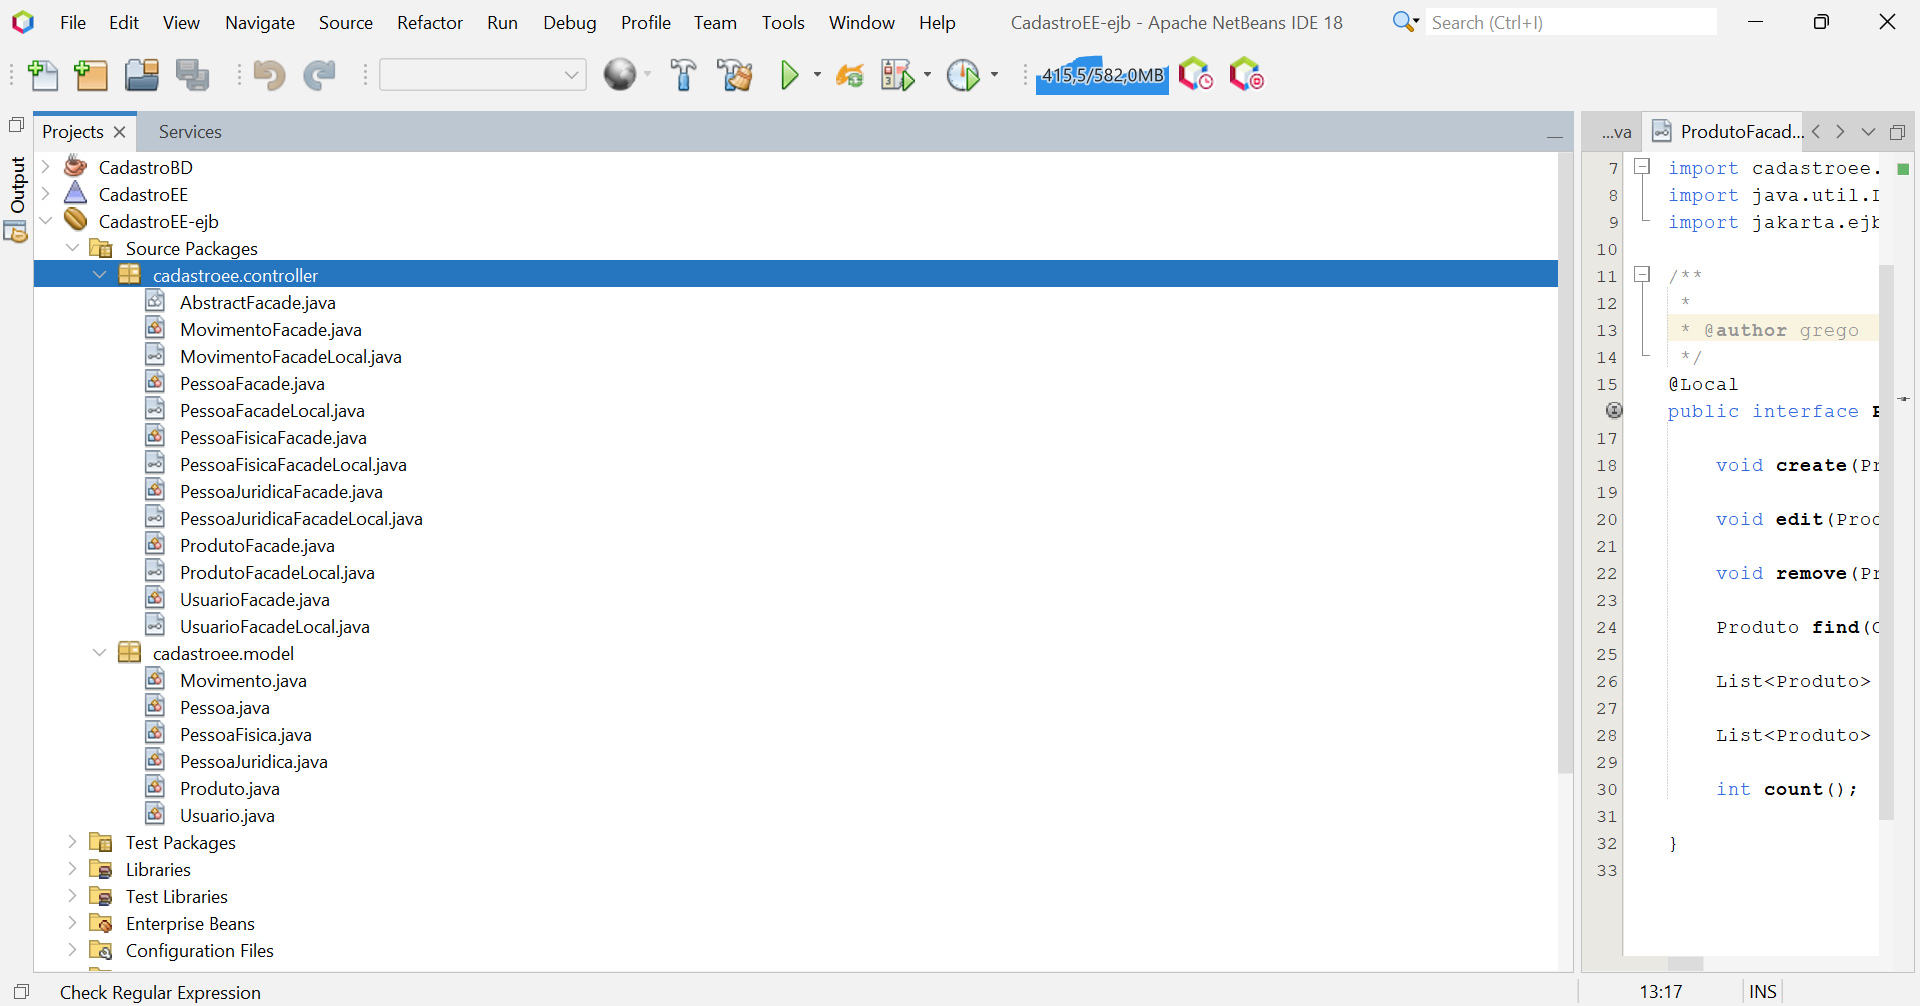 File Edit View Navigate Source Refactor Run Debug Profile Team Tools Window Help CadastroEE-ejb - Apache NetBeans IDE 18 Search (Ctrl+I)
415,5/582,0MB
Output
Projects Services
CadastroBD
CadastroEE
CadastroEE-ejb
Source Packages
cadastroee.controller
AbstractFacade.java
MovimentoFacade.java
MovimentoFacadeLocal.java
PessoaFacade.java
PessoaFacadeLocal.java
PessoaFisicaFacade.java
PessoaFisicaFacadeLocal.java
PessoaJuridicaFacade.java
PessoaJuridicaFacadeLocal.java
ProdutoFacade.java
ProdutoFacadeLocal.java
UsuarioFacade.java
UsuarioFacadeLocal.java
cadastroee.model
Movimento.java
Pessoa.java
PessoaFisica.java
PessoaJuridica.java
Produto.java
Usuario.java
Test Packages
Libraries
Test Libraries
Enterprise Beans
Configuration Files
...va ProdutoFacad...
7 import cadastroee.
8 import java.util.
9 import jakarta.ejb
10
11 /**
12 *
13 * @author grego
14 */
15 @Local
public interface
17
18 void create(Pr
19
20 void edit(Proc
21
22 void remove(Pr
23
24 Produto find(
25
26 List<Produto>
27
28 List<Produto>
29
30 int count();
31
32 }
33
Check Regular Expression 13:17 INS